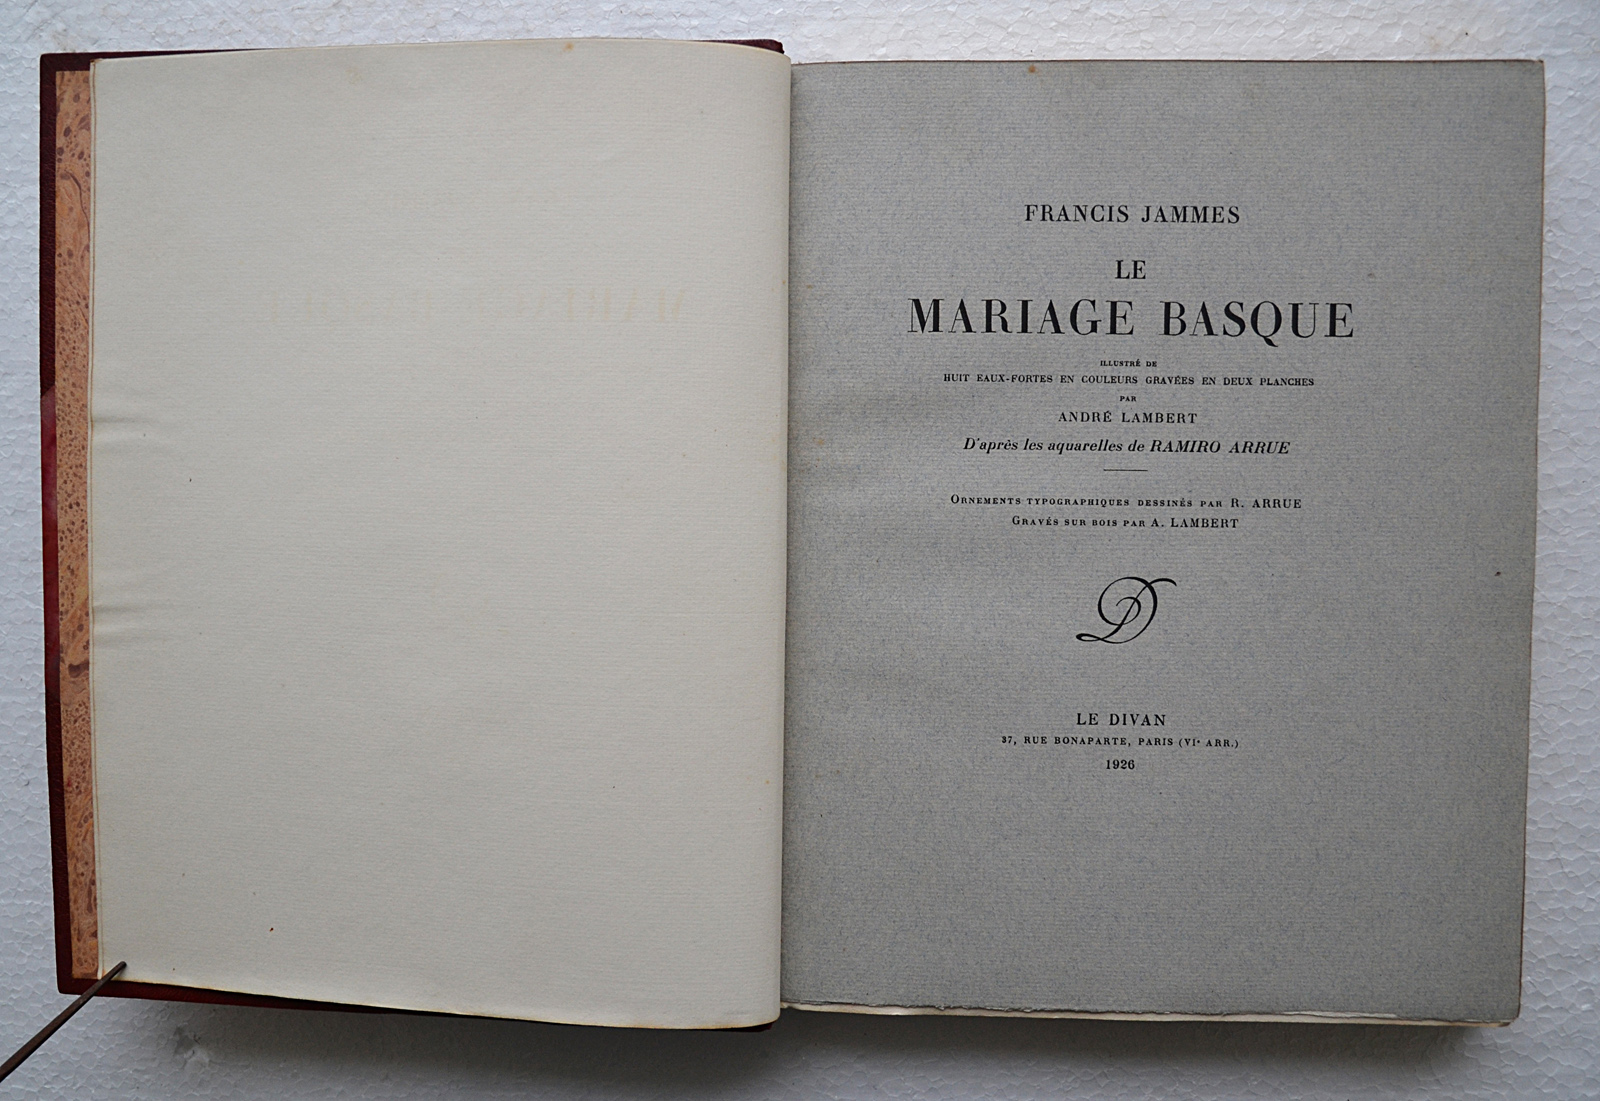 FRANCIS JAMMES
LE
MARIAGE BASQUE
ILLUSTRÉ DE
HUIT EAUX-FORTES EN COULEURS GRAVÉES EN DEUX PLANCHES
PAR
ANDRÉ LAMBERT
D'après les aquarelles de RAMIRO ARRUE
ORNEMENTS TYPOGRAPHIQUES DESSINÉS PAR R. ARRUE
GRAVÉS SUR BOIS PAR A. LAMBERT
D
LE DIVAN
37, RUE BONAPARTE, PARIS (VIe ARR.)
1926